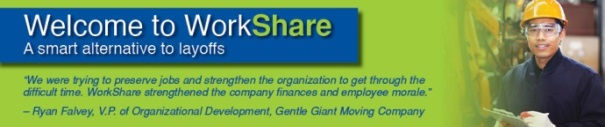 Welcome to WorkShare
A smart alternative to layoffs
"We were trying to preserve jobs and strengthen the organization to get through the
difficult time. WorkShare strengthened the company finances and employee morale."
– Ryan Falvey, V.P. of Organizational Development, Gentle Giant Moving Company